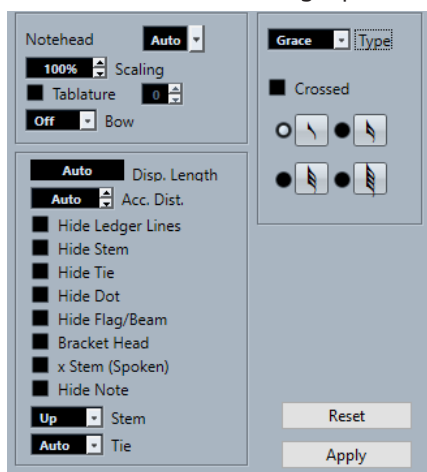 Notehead Auto
100% Scaling
Tablature 0
Off Bow
Auto Disp. Length
Auto Acc. Dist.
Hide Ledger Lines
Hide Stem
Hide Tie
Hide Dot
Hide Flag/Beam
Bracket Head
x Stem (Spoken)
Hide Note
Up Stem
Auto Tie
Grace Type
Crossed
Reset
Apply